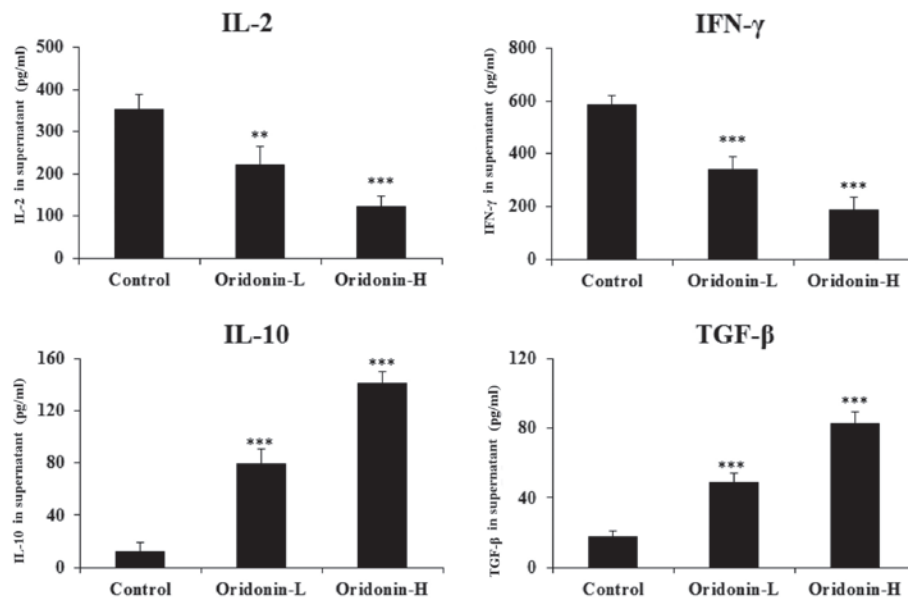 IL-2
IL-2 in supernatant (pg/ml)
500
400
300
200
100
0
**
***
Control Oridonin-L Oridonin-H
IFN-γ
IFN-γ in supernatant (pg/ml)
800
600
400
200
0
***
***
Control Oridonin-L Oridonin-H
IL-10
IL-10 in supernatant (pg/ml)
160
120
80
40
0
***
***
Control Oridonin-L Oridonin-H
TGF-β
TGF-β in supernatant (pg/ml)
120
80
40
0
***
***
Control Oridonin-L Oridonin-H